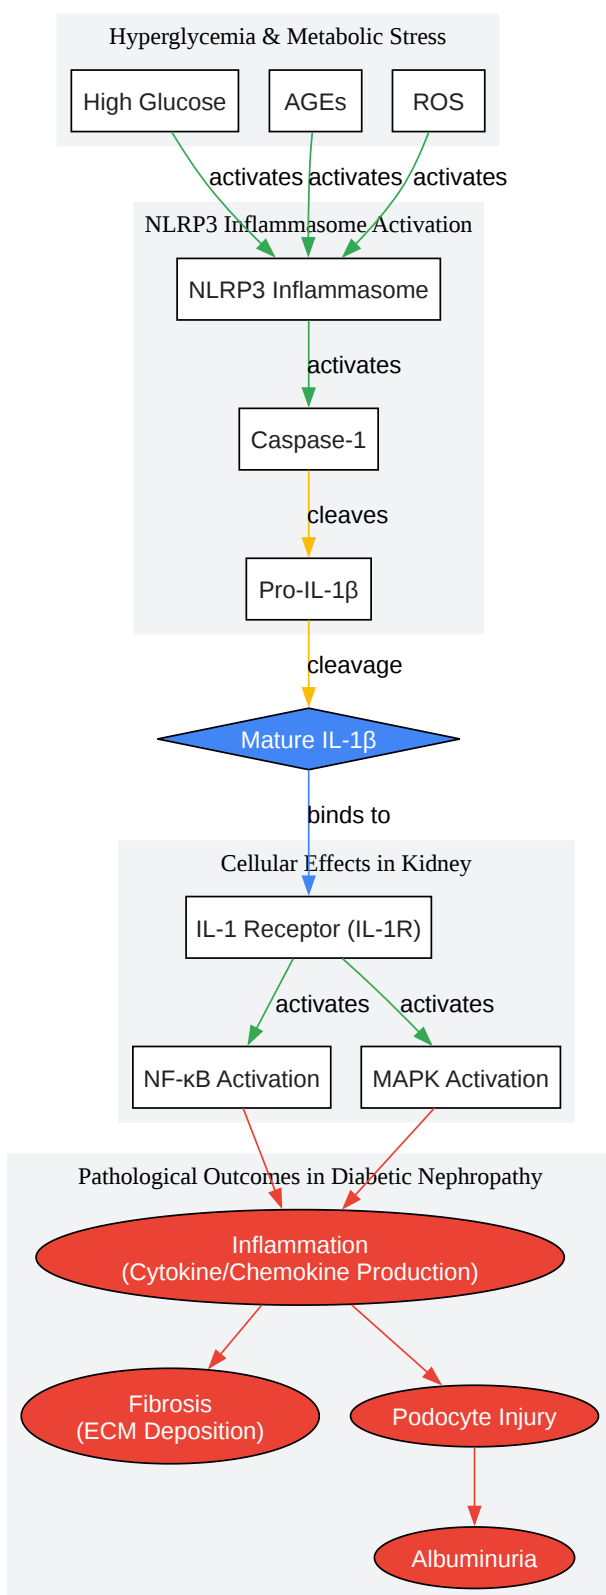 Hyperglycemia & Metabolic Stress
High Glucose
AGEs
ROS
activates
activates
activates
NLRP3 Inflammasome Activation
NLRP3 Inflammasome
activates
Caspase-1
cleaves
Pro-IL-1β
cleavage
Mature IL-1β
binds to
Cellular Effects in Kidney
IL-1 Receptor (IL-1R)
activates
activates
NF-κB Activation
MAPK Activation
Pathological Outcomes in Diabetic Nephropathy
Inflammation
(Cytokine/Chemokine Production)
Fibrosis
(ECM Deposition)
Podocyte Injury
Albuminuria